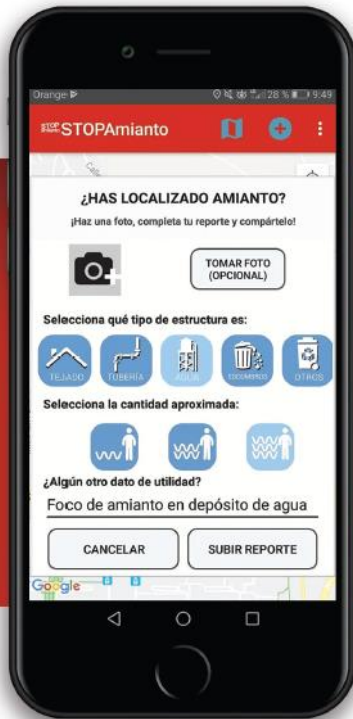 Orange
28 % 9:49
STOPAmianto
Calle
¿HAS LOCALIZADO AMIANTO?
¡Haz una foto, completa tu reporte y compártelo!
TOMAR FOTO
(OPCIONAL)
Selecciona qué tipo de estructura es:
TEJADO TUBERÍA ESCOMBROS OTROS
Selecciona la cantidad aproximada:
¿Algún otro dato de utilidad?
Foco de amianto en depósito de agua
CANCELAR SUBIR REPORTE
Google